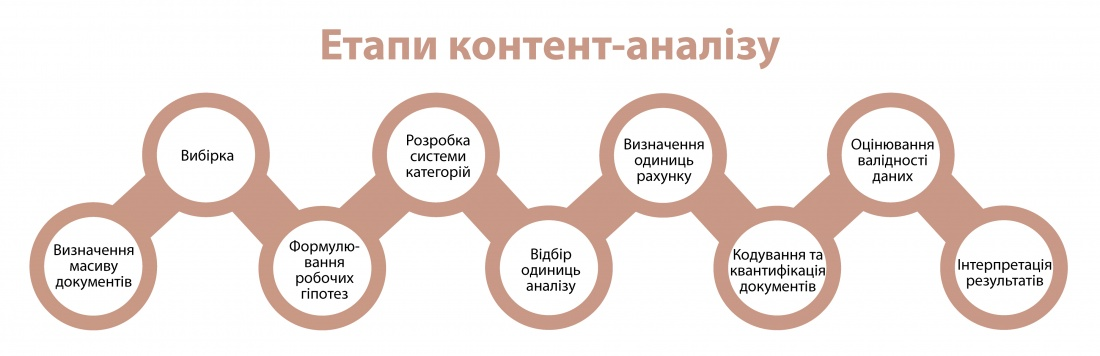 Етапи контент-аналізу
Визначення
масиву
документів
Вибірка
Формулю-
вання
робочих
гіпотез
Розробка
системи
категорій
Відбір
одиниць
аналізу
Визначення
одиниць
рахунку
Кодування та
квантифікація
документів
Оцінювання
валідності
даних
Інтерпретація
результатів